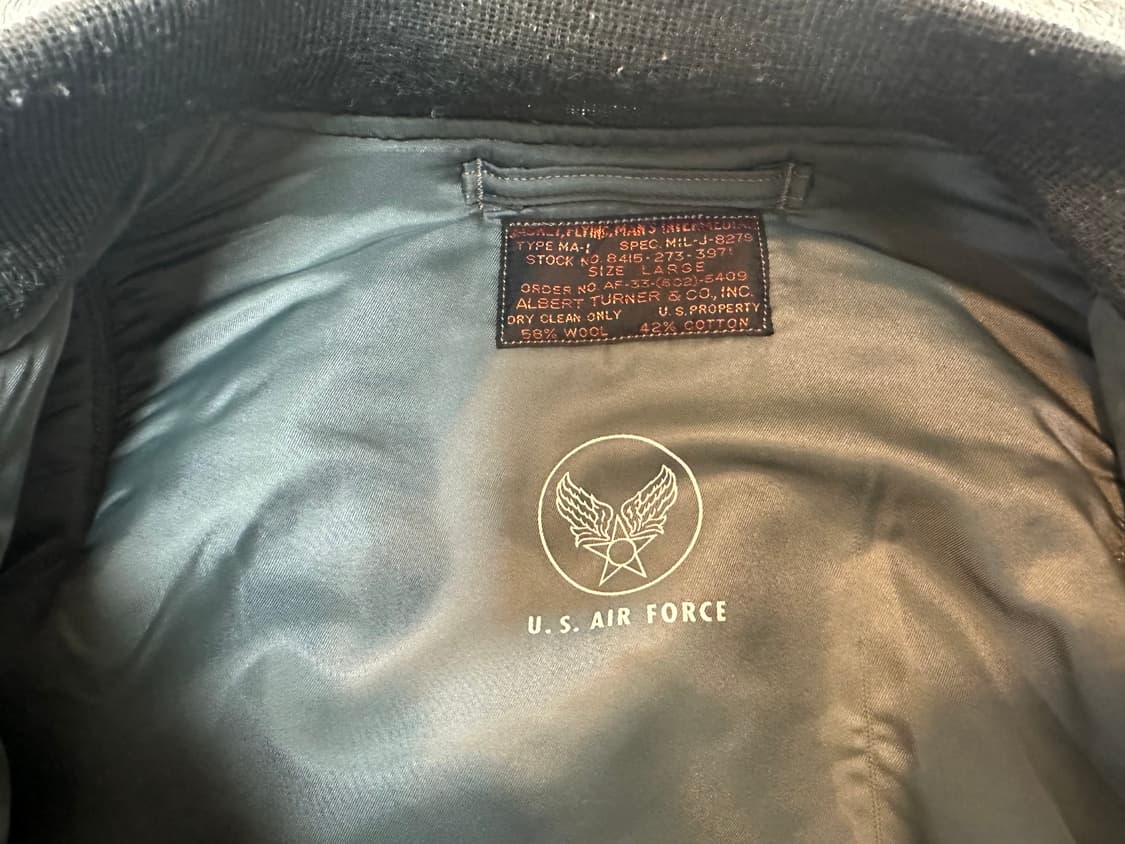 JACKET, FLYING, MAN'S INTERMEDIATE
TYPE MA-1 SPEC. MIL-J-8279
STOCK NO. 8415-273-3971
SIZE LARGE
ORDER NO. AF-33-(602)-5409
ALBERT TURNER & CO., INC.
DRY CLEAN ONLY U.S. PROPERTY
58% WOOL 42% COTTON
U. S. AIR FORCE